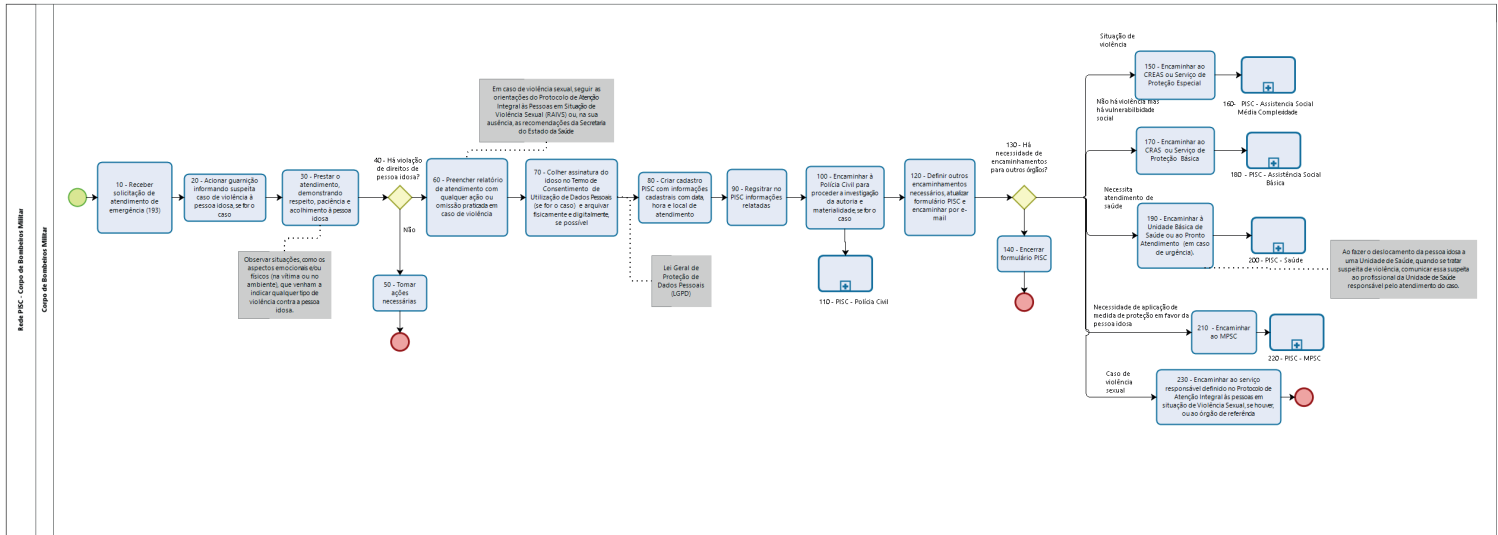 Rede PISC - Corpo de Bombeiros Militar
Corpo de Bombeiros Militar
10 - Receber
solicitação de
atendimento de
emergência (193)
20 - Acionar guarnição
informando suspeita
caso de violência à
pessoa idosa, se for o
caso
30 - Prestar o
atendimento,
demonstrando
respeito, paciência e
acolhimento à pessoa
idosa
Observar situações, como os
aspectos emocionais e/ou
físicos (na vítima ou no
ambiente), que venham a
indicar qualquer tipo de
violência contra a pessoa
idosa.
40 - Há violação
de direitos de
pessoa idosa?
Não
50 - Tomar
ações
necessárias
Em caso de violência sexual, seguir as
orientações do Protocolo de Atenção
Integral às Pessoas em Situação de
Violência Sexual (RAIVS) ou, na sua
ausência, as recomendações da Secretaria
do Estado da Saúde
60 - Preencher relatório
de atendimento com
qualquer ação ou
omissão praticada em
caso de violência
70 - Colher assinatura do
idoso no Termo de
Consentimento de
Utilização de Dados Pessoais
(se for o caso) e arquivar
fisicamente e digitalmente,
se possível
Lei Geral de
Proteção de
Dados Pessoais
(LGPD)
80 - Criar cadastro
PISC com informações
cadastrais com data,
hora e local de
atendimento
90 - Regsitrar no
PISC informações
relatadas
100 - Encaminhar à
Polícia Civil para
proceder a investigação
da autoria e
materialidade, se for o
caso
110 - PISC - Polícia Civil
120 - Definir outros
encaminhamentos
necessários, atualizar
formulário PISC e
encaminhar por e-
mail
130 - Há
necessidade de
encaminhamentos
para outros órgãos?
140 - Encerrar
formulário PISC
Situação de
violência
150 - Encaminhar ao
CREAS ou Serviço de
Proteção Especial
160- PISC - Assistencia Social
Média Complexidade
Não há violência mas
há vulnerabilbidade
social
170 - Encaminhar ao
CRAS ou Serviço de
Proteção Básica
180 - PISC - Assistência Social
Básica
Necessita
atendimento de
saúde
190 - Encaminhar à
Unidade Básica de
Saúde ou ao Pronto
Atendimento (em caso
de urgência).
200 - PISC - Saúde
Ao fazer o deslocamento da pessoa idosa a
uma Unidade de Saúde, quando se tratar
suspeita de violência, comunicar essa suspeita
ao profissional da Unidade de Saúde
responsável pelo atendimento do caso.
Necessidade de aplicação de
medida de proteção em favor da
pessoa idosa
210 - Encaminhar
ao MPSC
220 - PISC - MPSC
Caso de
violência
sexual
230 - Encaminhar ao serviço
responsável definido no Protocolo de
Atenção Integral às pessoas em
situação de Violência Sexual, se houver,
ou ao órgão de referência